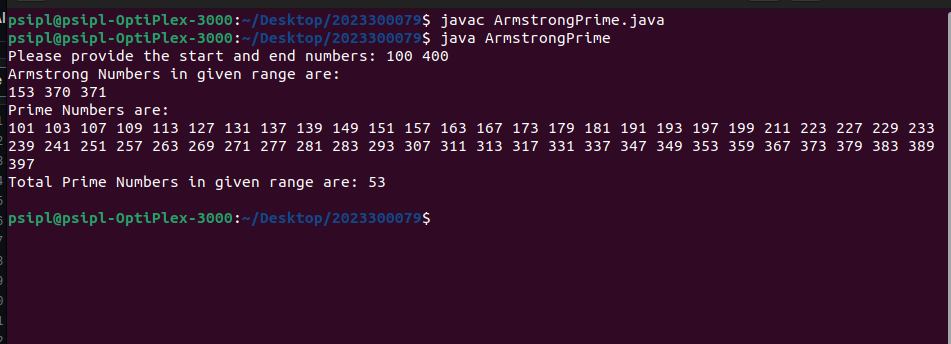 psipl@psipl-OptiPlex-3000:~/Desktop/2023300079$ javac ArmstrongPrime.java
psipl@psipl-OptiPlex-3000:~/Desktop/2023300079$ java ArmstrongPrime
Please provide the start and end numbers: 100 400
Armstrong Numbers in given range are:
153 370 371
Prime Numbers are:
101 103 107 109 113 127 131 137 139 149 151 157 163 167 173 179 181 191 193 197 199 211 223 227 229 233
239 241 251 257 263 269 271 277 281 283 293 307 311 313 317 331 337 347 349 353 359 367 373 379 383 389
397
Total Prime Numbers in given range are: 53
psipl@psipl-OptiPlex-3000:~/Desktop/2023300079$